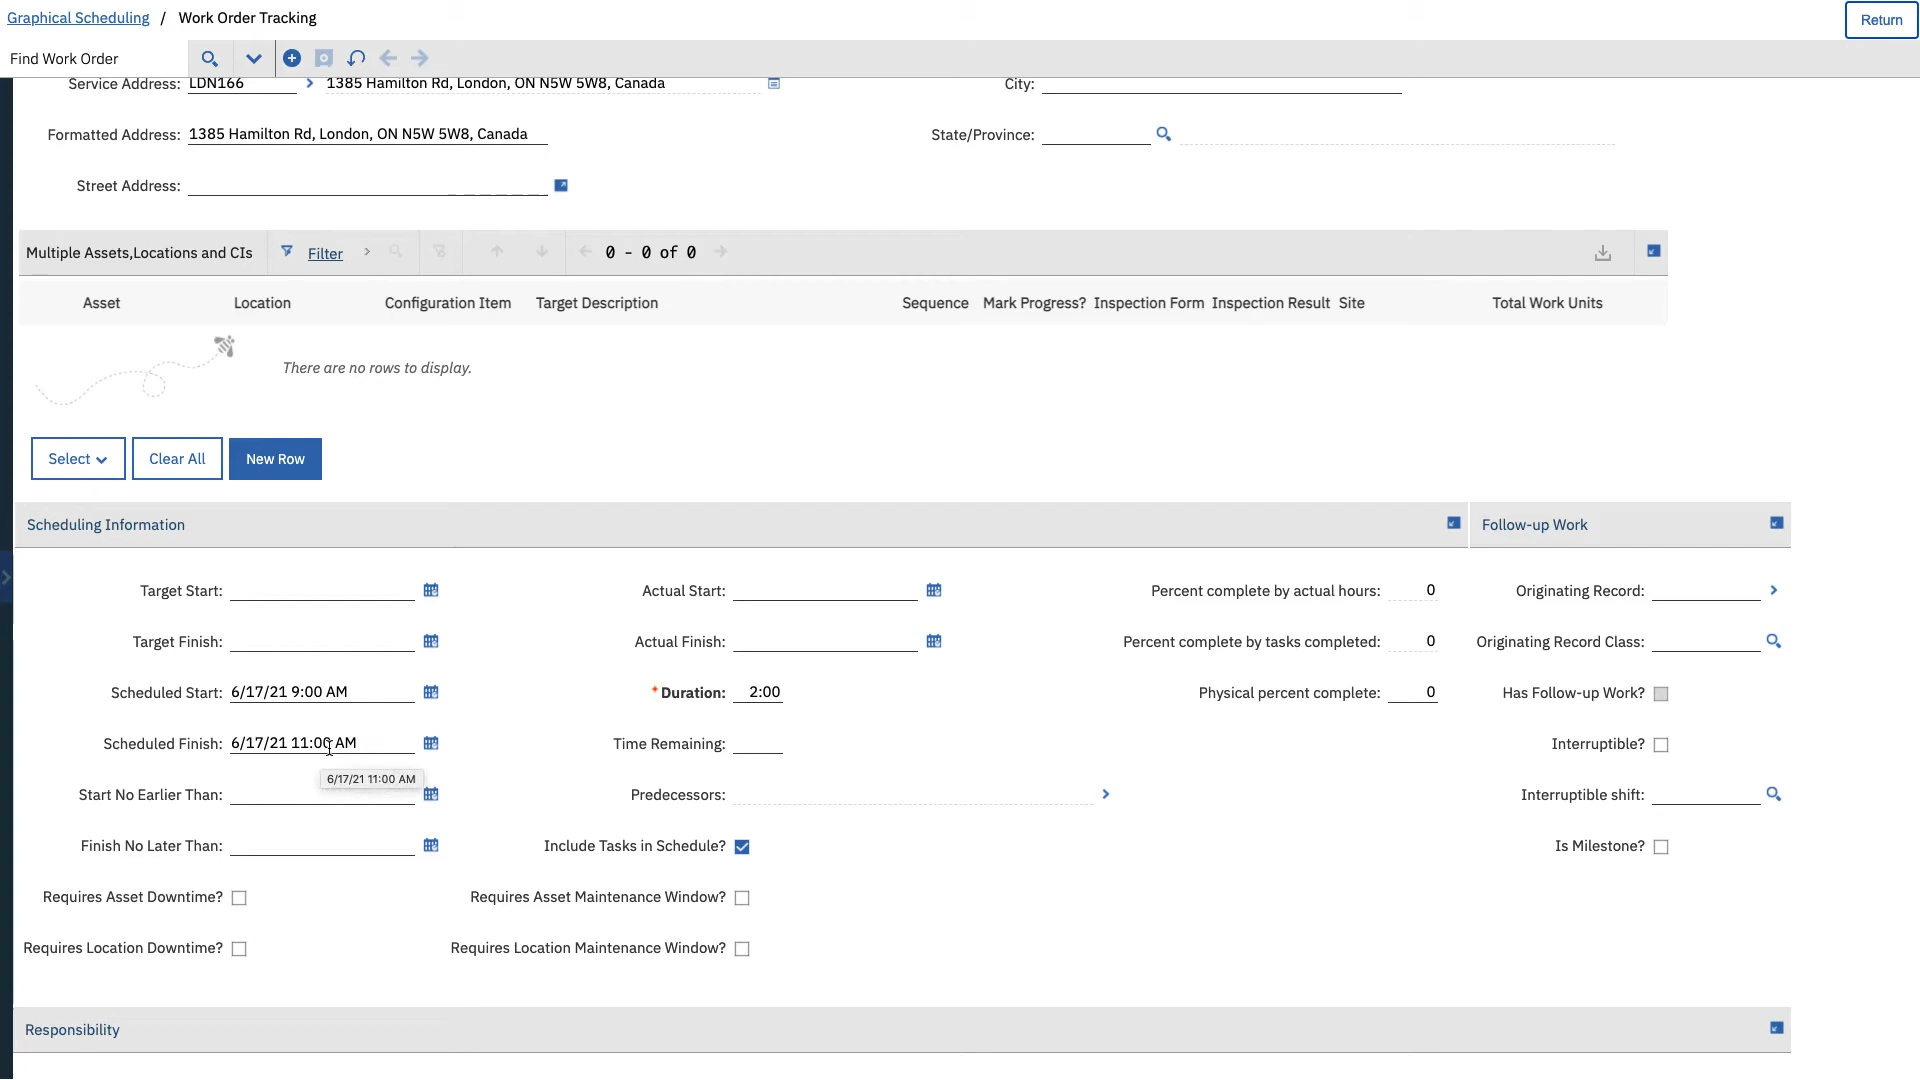 Graphical Scheduling / Work Order Tracking
Return
Find Work Order
Service Address: LDN166 1385 Hamilton Rd, London, ON N5W 5W8, Canada City:
Formatted Address: 1385 Hamilton Rd, London, ON N5W 5W8, Canada State/Province:
Street Address:
Multiple Assets,Locations and CIs Filter 0 - 0 of 0
Asset Location Configuration Item Target Description Sequence Mark Progress? Inspection Form Inspection Result Site Total Work Units
There are no rows to display.
Select Clear All New Row
Scheduling Information Follow-up Work
Target Start: Actual Start: Percent complete by actual hours: 0 Originating Record:
Target Finish: Actual Finish: Percent complete by tasks completed: 0 Originating Record Class:
Scheduled Start: 6/17/21 9:00 AM * Duration: 2:00 Physical percent complete: 0 Has Follow-up Work?
Scheduled Finish: 6/17/21 11:00 AM Time Remaining: Interruptible?
6/17/21 11:00 AM
Start No Earlier Than: Predecessors: Interruptible shift:
Finish No Later Than: Include Tasks in Schedule? Is Milestone?
Requires Asset Downtime? Requires Asset Maintenance Window?
Requires Location Downtime? Requires Location Maintenance Window?
Responsibility